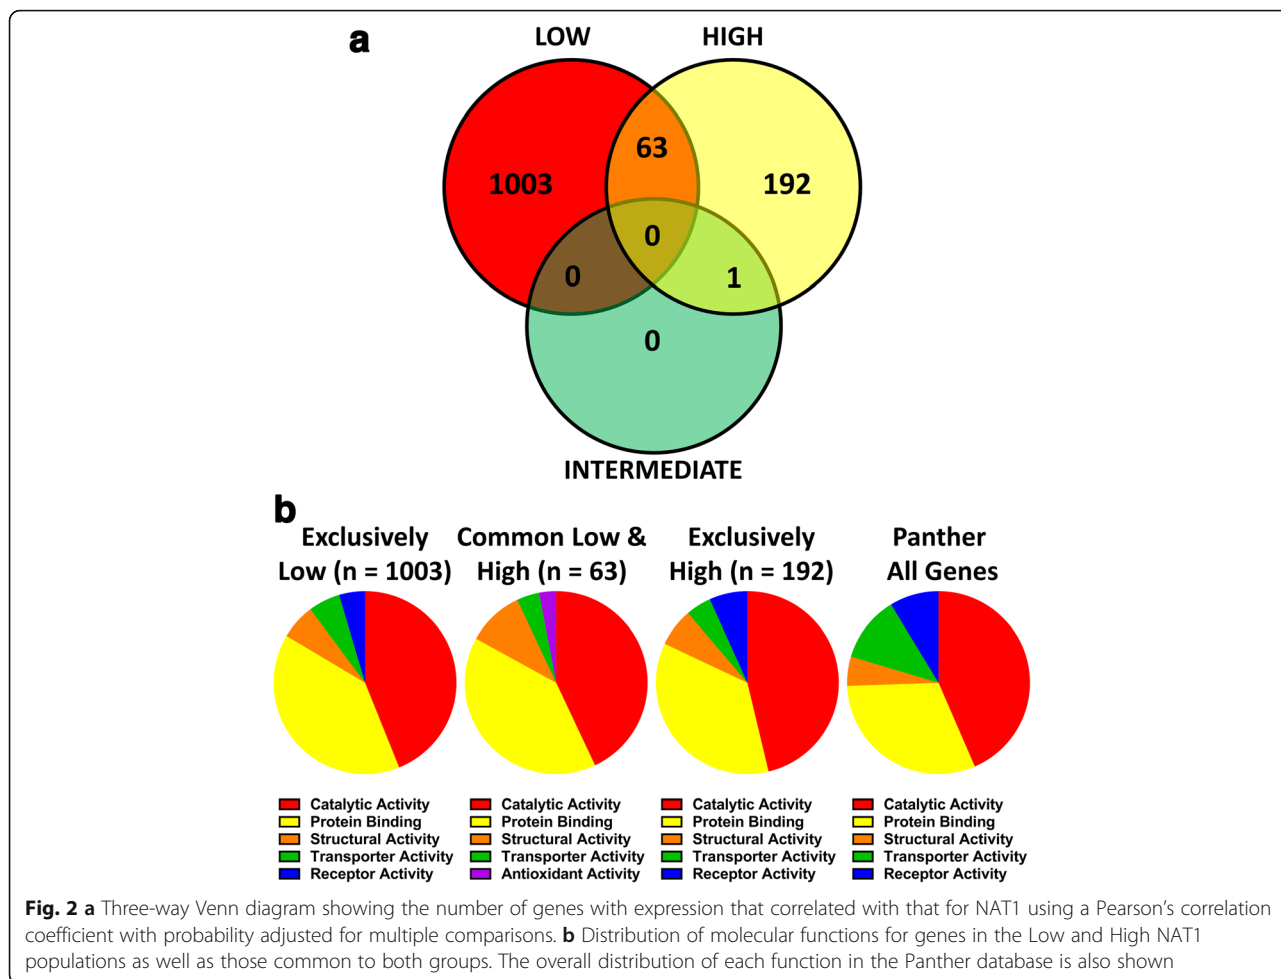 a
LOW HIGH
63
1003 192
0
0 1
0
INTERMEDIATE
b
Exclusively
Low (n = 1003)
Common Low &
High (n = 63)
Exclusively
High (n = 192)
Panther
All Genes
Catalytic Activity
Protein Binding
Structural Activity
Transporter Activity
Receptor Activity
Catalytic Activity
Protein Binding
Structural Activity
Transporter Activity
Antioxidant Activity
Catalytic Activity
Protein Binding
Structural Activity
Transporter Activity
Receptor Activity
Catalytic Activity
Protein Binding
Structural Activity
Transporter Activity
Receptor Activity
Fig. 2 a Three-way Venn diagram showing the number of genes with expression that correlated with that for NAT1 using a Pearson's correlation
coefficient with probability adjusted for multiple comparisons. b Distribution of molecular functions for genes in the Low and High NAT1
populations as well as those common to both groups. The overall distribution of each function in the Panther database is also shown